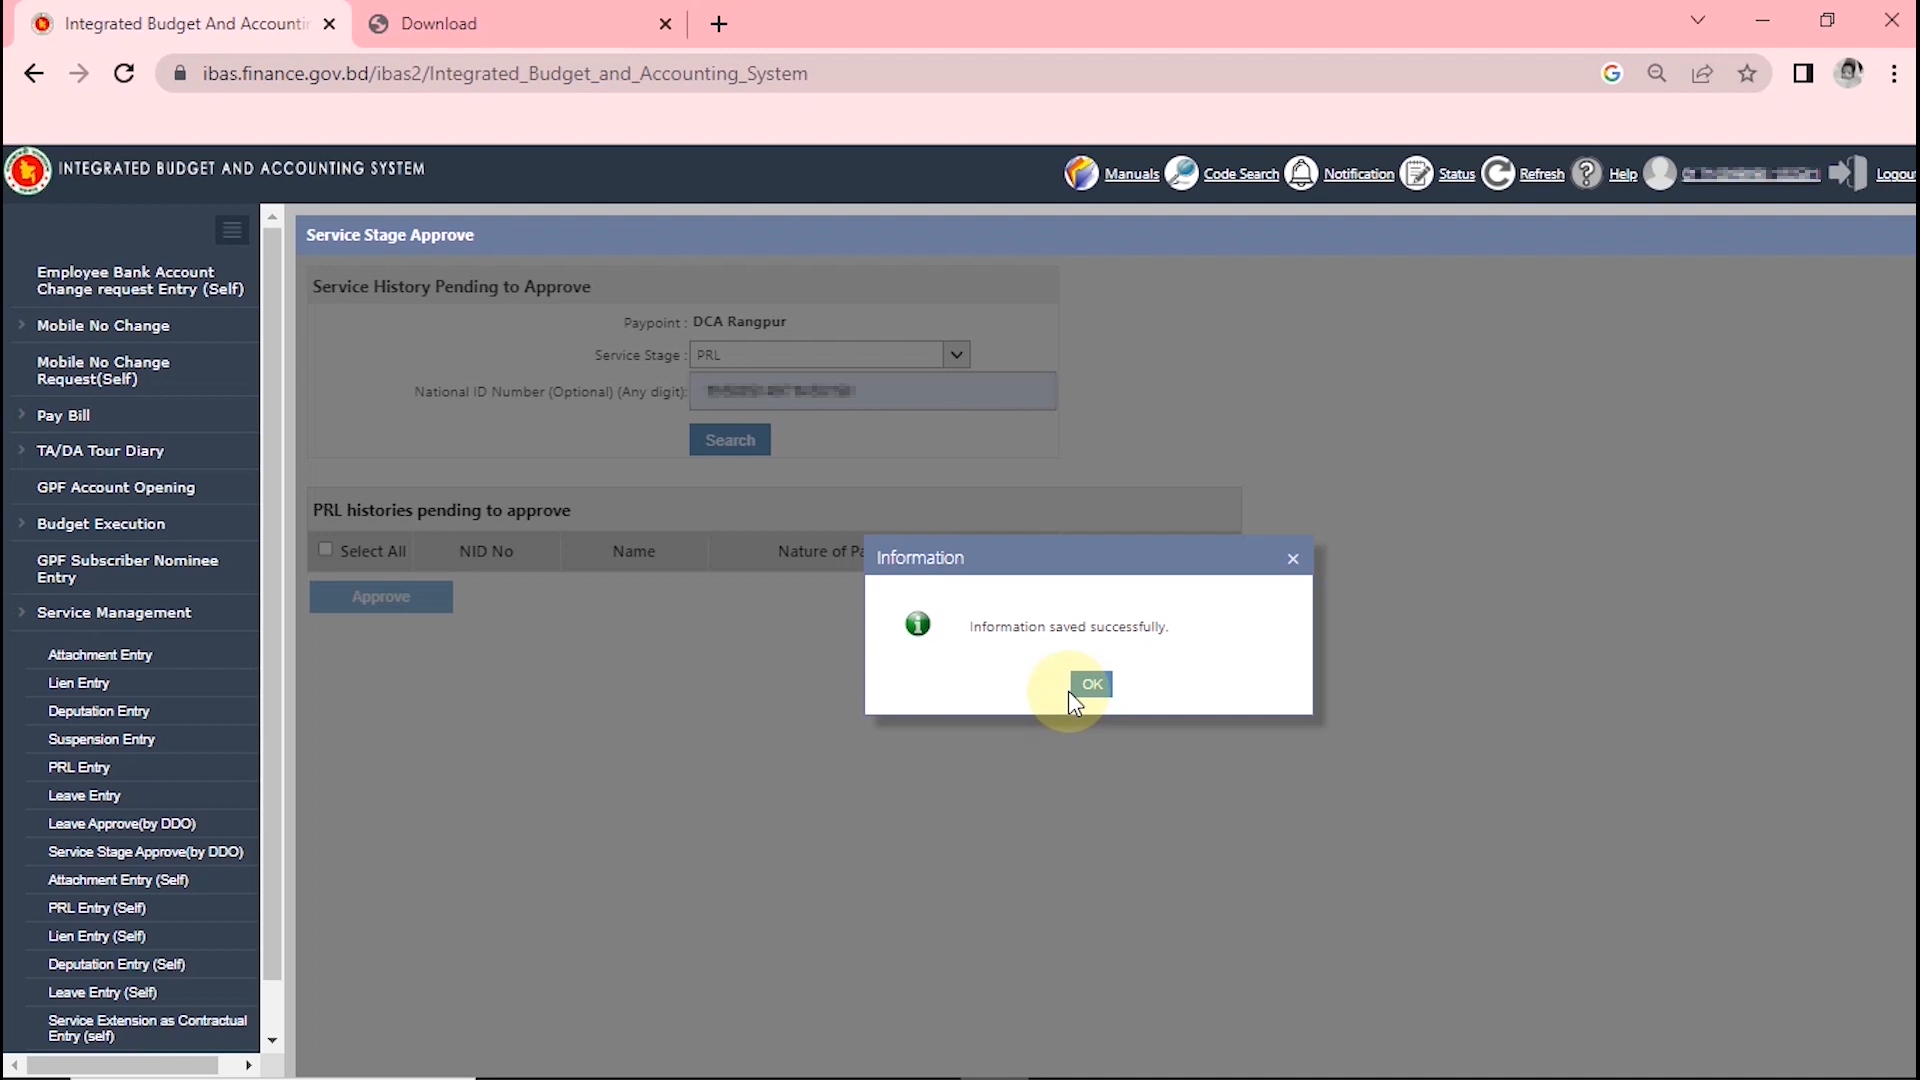 Integrated Budget And Accounti
Download
ibas.finance.gov.bd/ibas2/Integrated_Budget_and_Accounting_System
INTEGRATED BUDGET AND ACCOUNTING SYSTEM
Manuals
Code Search
Notification
Status
Refresh
Help
Logou
Employee Bank Account
Change request Entry (Self)
Mobile No Change
Mobile No Change
Request(Self)
Pay Bill
TA/DA Tour Diary
GPF Account Opening
Budget Execution
GPF Subscriber Nominee
Entry
Service Management
Attachment Entry
Lien Entry
Deputation Entry
Suspension Entry
PRL Entry
Leave Entry
Leave Approve(by DDO)
Service Stage Approve(by DDO)
Attachment Entry (Self)
PRL Entry (Self)
Lien Entry (Self)
Deputation Entry (Self)
Leave Entry (Self)
Service Extension as Contractual
Entry (self)
Service Stage Approve
Service History Pending to Approve
Paypoint : DCA Rangpur
Service Stage : PRL
National ID Number (Optional) (Any digit):
Search
PRL histories pending to approve
Select All NID No Name Nature of Pa
Approve
Information
Information saved successfully.
OK